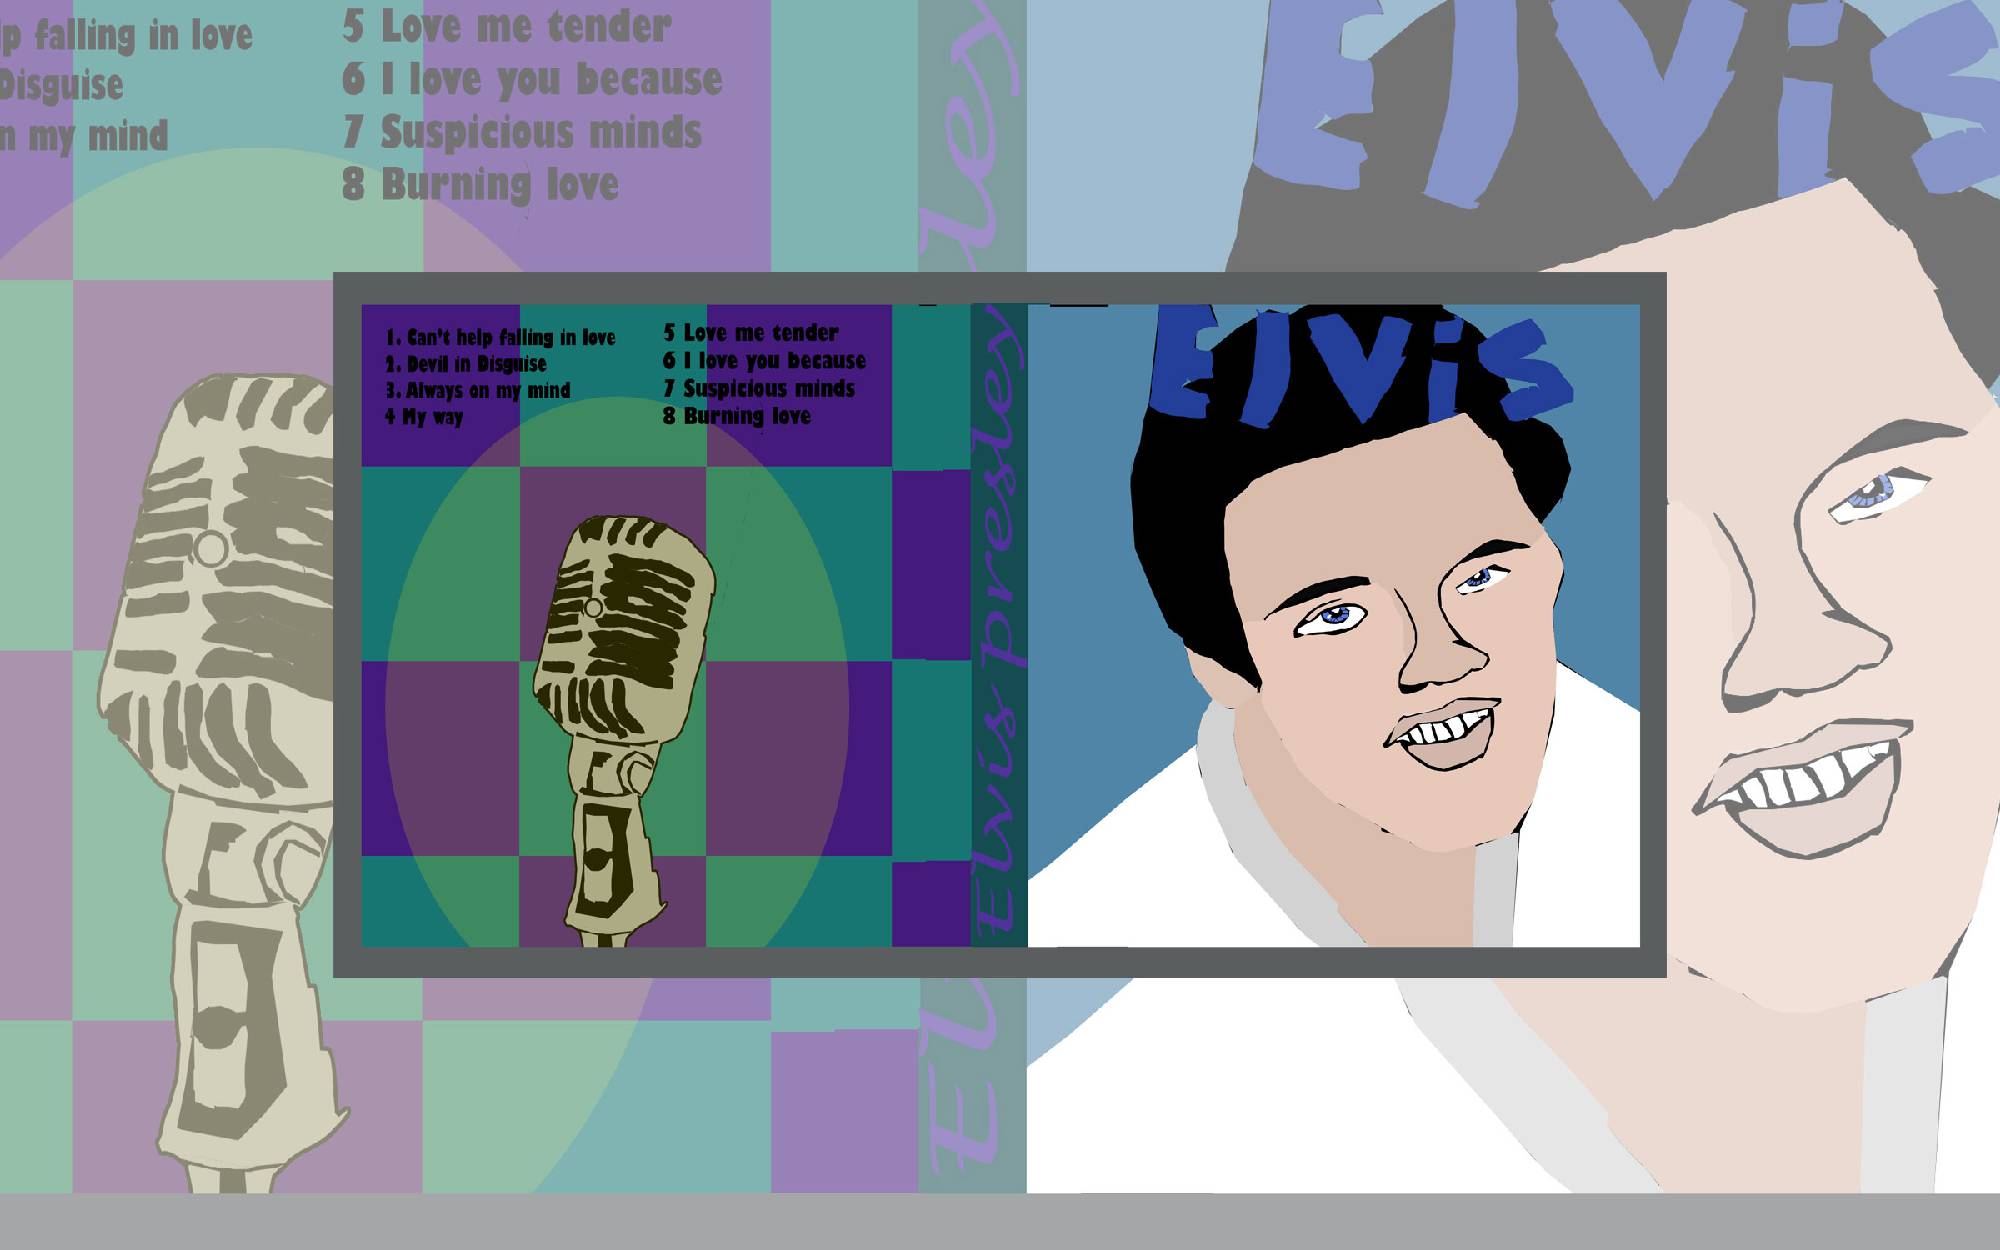 p falling in love
Disguise
n my mind
5 Love me tender
6 I love you because
7 Suspicious minds
8 Burning love
ley
El
Elvis
1. Can't help falling in love
2. Devil in Disguise
3. Always on my mind
4 My way
5 Love me tender
6 I love you because
7 Suspicious minds
8 Burning love
Elvis presley
Elvis